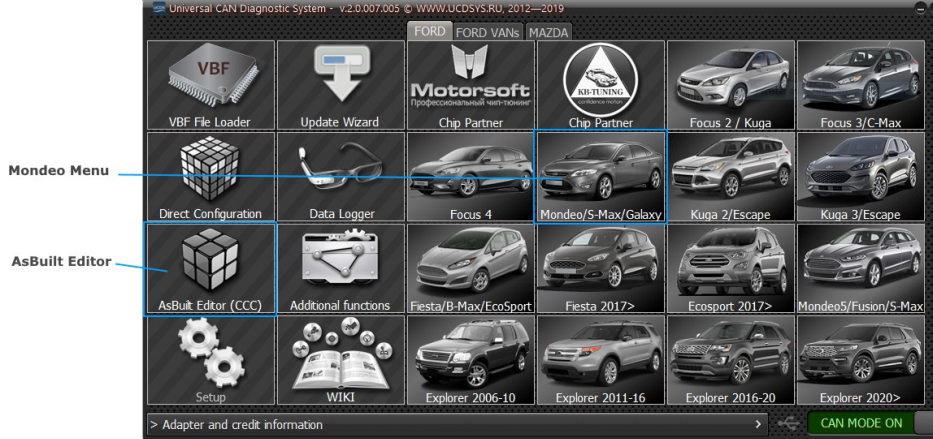 Universal CAN Diagnostic System - v.2.0.007.005 © WWW.UCDSYS.RU, 2012—2019
FORD FORD VANs MAZDA
VBF
VBF File Loader
Update Wizard
Motorsoft
Профессиональный чип-тюнинг
Chip Partner
KB-TUNING
confidence motors
Chip Partner
Focus 2 / Kuga
Focus 3/C-Max
Mondeo Menu
Direct Configuration
Data Logger
Focus 4
Mondeo/S-Max/Galaxy
Kuga 2/Escape
Kuga 3/Escape
AsBuilt Editor
AsBuilt Editor (CCC)
Additional functions
Fiesta/B-Max/EcoSport
Fiesta 2017>
Ecosport 2017>
Mondeo5/Fusion/S-Max
Setup
WIKI
Explorer 2006-10
Explorer 2011-16
Explorer 2016-20
Explorer 2020>
> Adapter and credit information >
CAN MODE ON